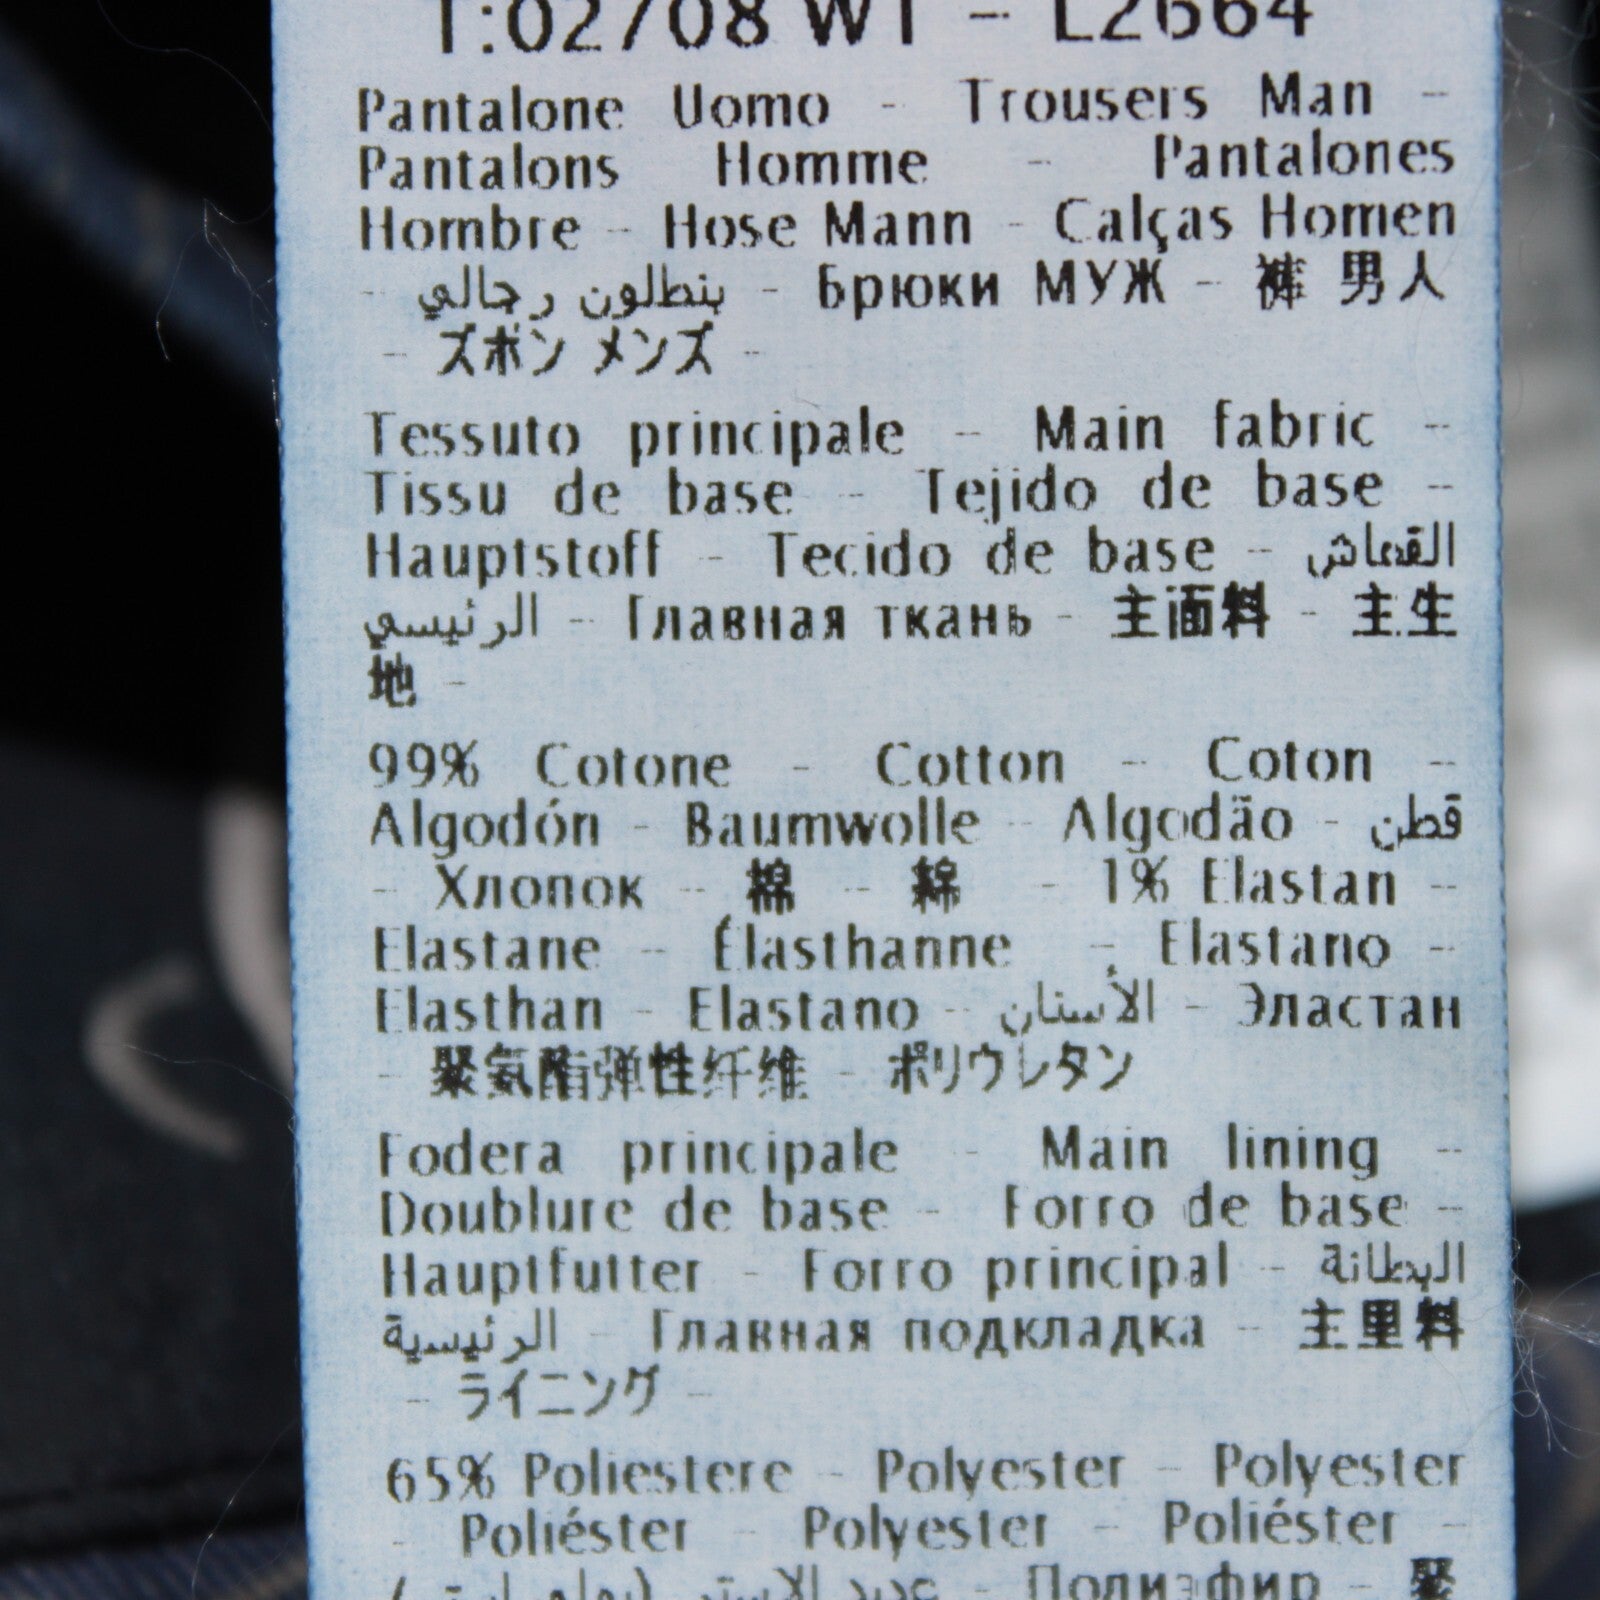 T:02/08 WT - L2664
Pantalone Uomo - Trousers Man -
Pantalons Homme - Pantalones
Hombre - Hose Mann - Calças Homen
- بنطلون رجالي - Брюки МУЖ - 裤 男人
- ズボン メンズ -
Tessuto principale - Main fabric -
Tissu de base - Tejido de base -
Hauptstoff - Tecido de base - القماش
الرئيسي - Главная ткань - 主面料 - 主生
地 -
99% Cotone - Cotton - Coton -
Algodón - Baumwolle - Algodão - قطن
- Хлопок - 棉 - 綿 - 1% Elastan -
Elastane - Élasthanne - Elastano -
Elasthan - Elastano - الأستان - Эластан
- 聚氨酯弹性纤维 - ポリウレタン
Fodera principale - Main lining -
Doublure de base - Forro de base -
Hauptfutter - Forro principal - البطانة
الرئيسية - Главная подкладка - 主里料
- ライニング -
65% Poliestere - Polyester - Polyester
- Poliéster - Polyester - Poliéster -
- Полиэфир - 聚